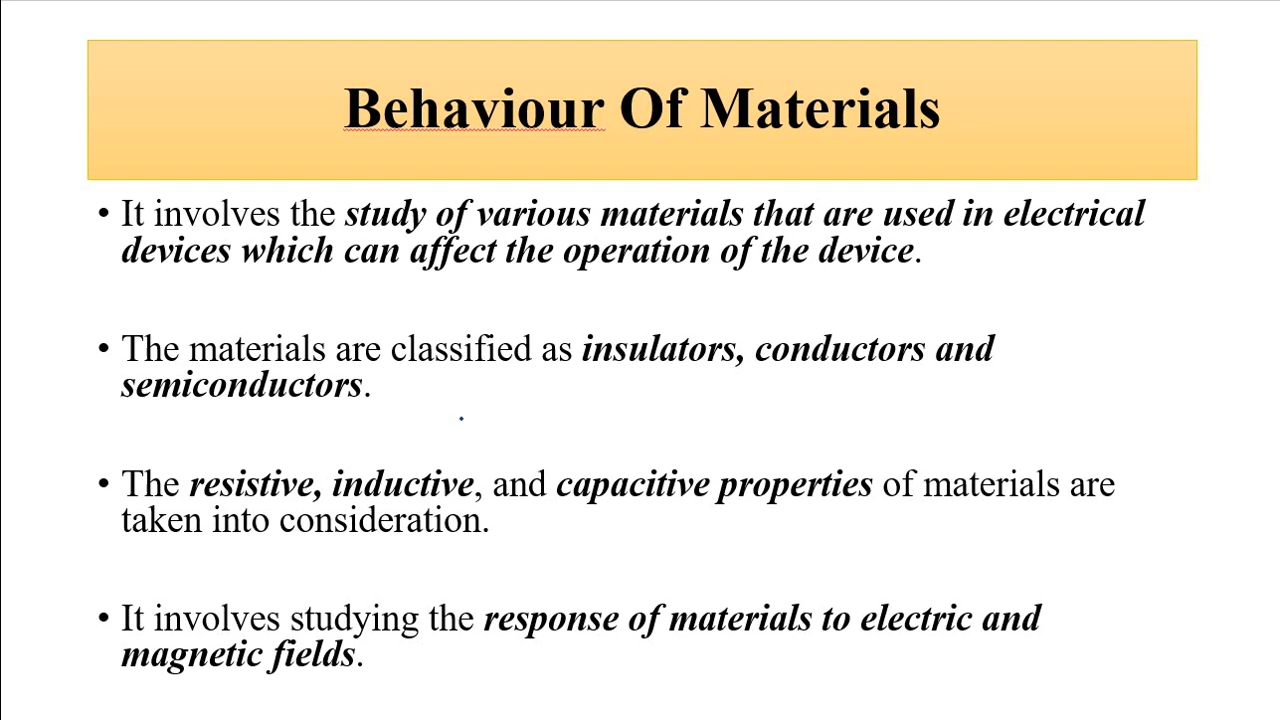 Behaviour Of Materials
• It involves the study of various materials that are used in electrical
devices which can affect the operation of the device.
• The materials are classified as insulators, conductors and
semiconductors.
• The resistive, inductive, and capacitive properties of materials are
taken into consideration.
• It involves studying the response of materials to electric and
magnetic fields.